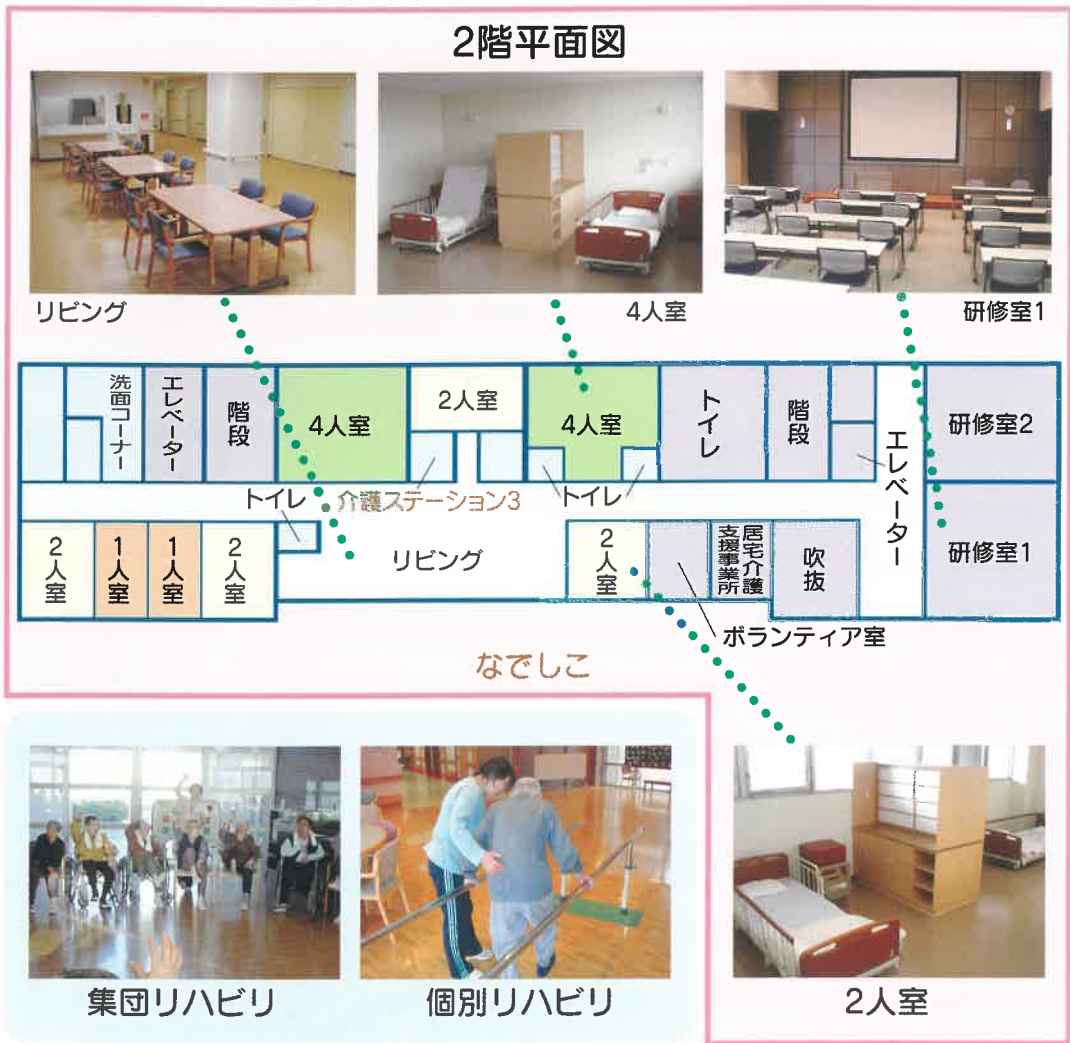 2階平面図
リビング
4人室
研修室1
洗面コーナー
エレベーター
階段
4人室
2人室
4人室
トイレ
階段
エレベーター
研修室2
トイレ
介護ステーション3
トイレ
2人室
1人室
1人室
2人室
リビング
2人室
居宅介護
支援事業所
吹抜
研修室1
ボランティア室
なでしこ
集団リハビリ
個別リハビリ
2人室